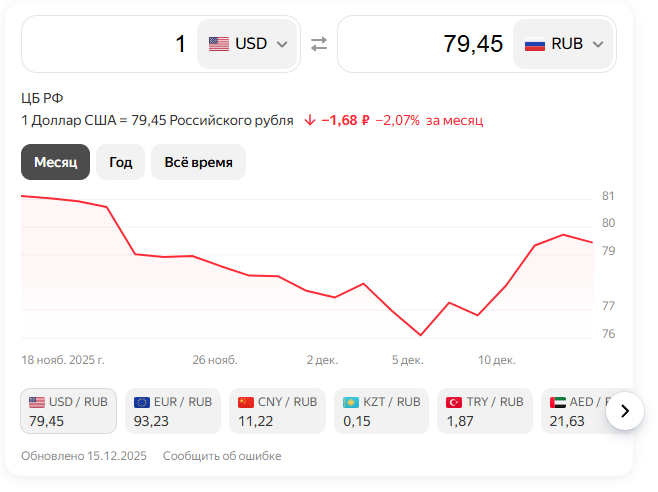 1 USD 79,45 RUB
ЦБ РФ
1 Доллар США = 79,45 Российского рубля ↓ −1,68 ₽ −2,07% за месяц
Месяц Год Всё время
81
80
79
77
76
18 нояб. 2025 г. 26 нояб. 2 дек. 5 дек. 10 дек.
USD / RUB EUR / RUB CNY / RUB KZT / RUB TRY / RUB AED /
79,45 93,23 11,22 0,15 1,87 21,63
Обновлено 15.12.2025 Сообщить об ошибке